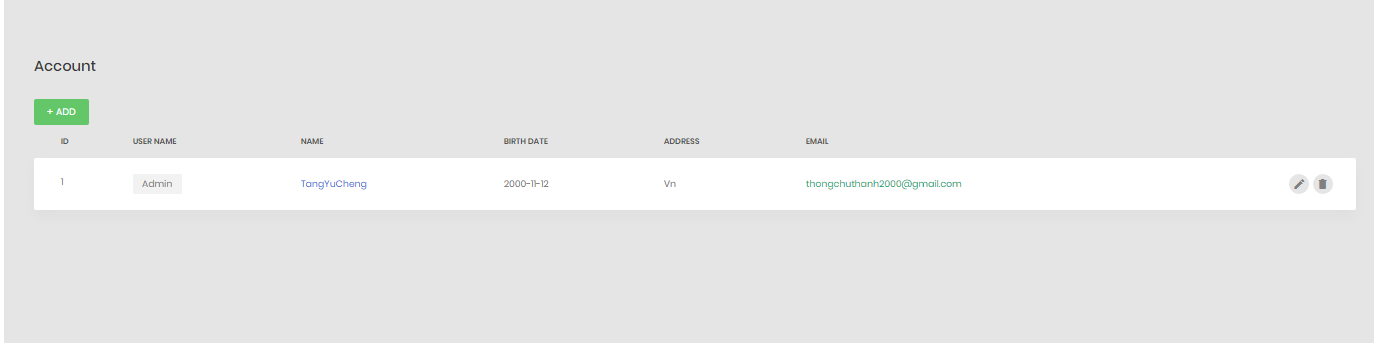 Account
+ ADD
ID USER NAME NAME BIRTH DATE ADDRESS EMAIL
1 Admin TangYuCheng 2000-11-12 Vn thongchuthanh2000@gmail.com